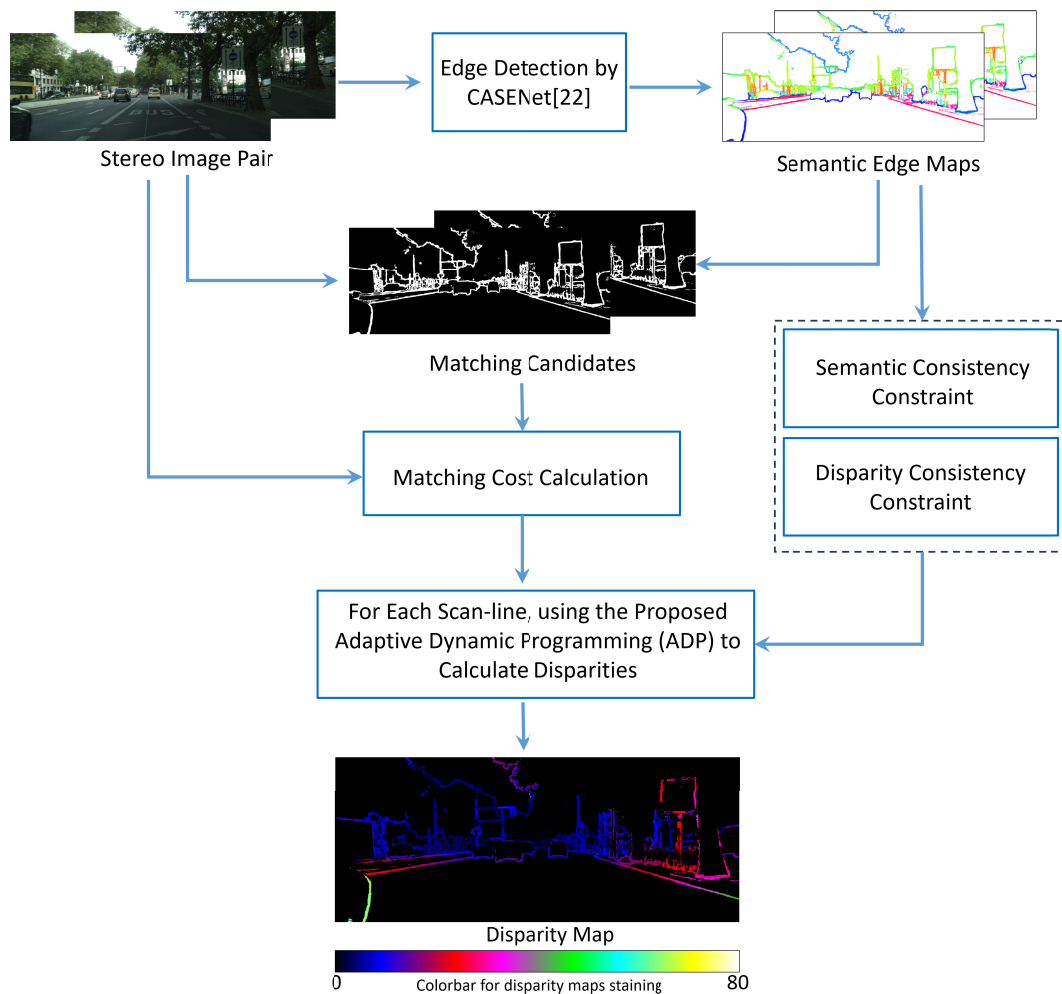 Edge Detection by
CASENet[22]
Stereo Image Pair
Semantic Edge Maps
Matching Candidates
Semantic Consistency
Constraint
Matching Cost Calculation
Disparity Consistency
Constraint
For Each Scan-line, using the Proposed
Adaptive Dynamic Programming (ADP) to
Calculate Disparities
Disparity Map
0
Colorbar for disparity maps staining
80